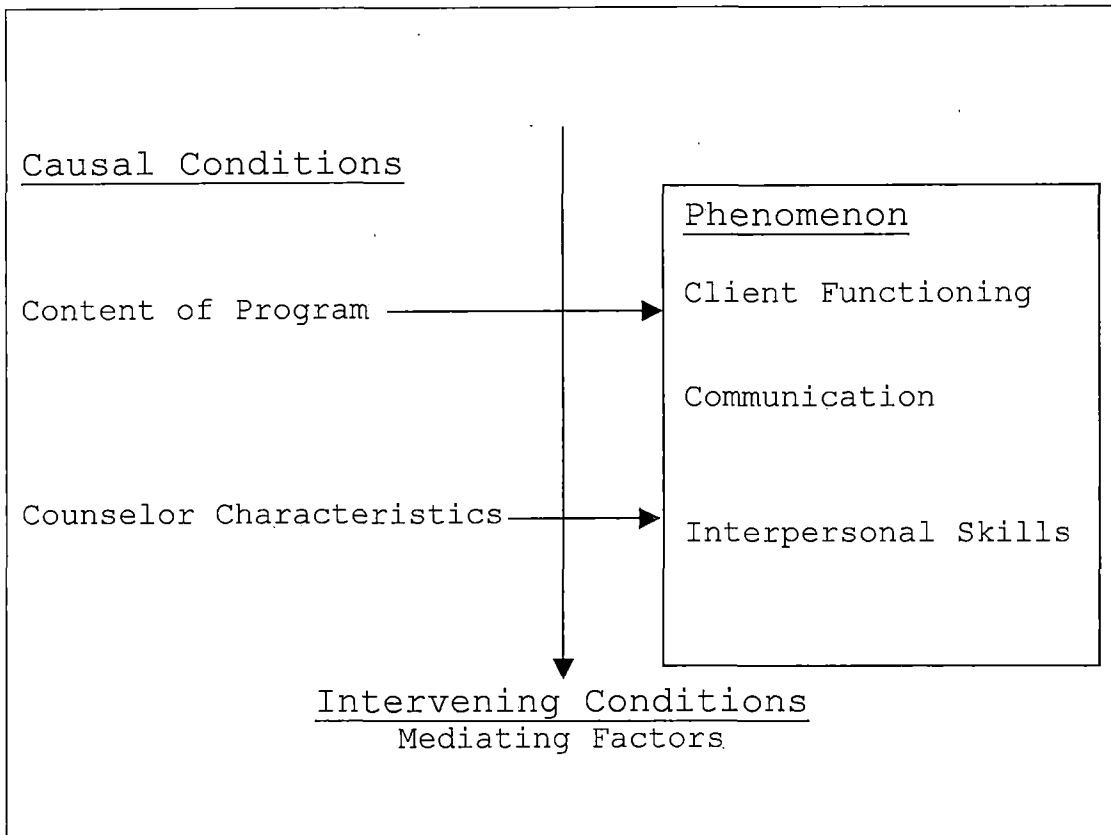 Causal Conditions
Content of Program
Counselor Characteristics
Phenomenon
Client Functioning
Communication
Interpersonal Skills
Intervening Conditions
Mediating Factors